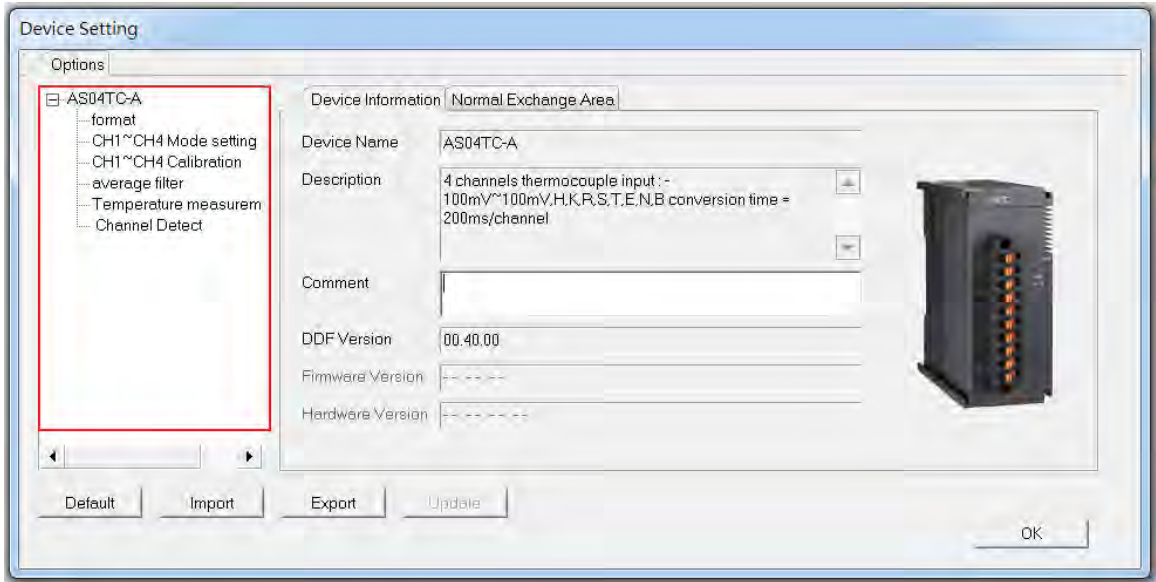 Device Setting
Options
AS04TC-A
format
CH1~CH4 Mode setting
CH1~CH4 Calibration
average filter
Temperature measurem
Channel Detect
Device Information
Normal Exchange Area
Device Name
AS04TC-A
Description
4 channels thermocouple input : -
100mV~100mV,H,K,R,S,T,E,N,B conversion time =
200ms/channel
Comment
DDF Version
00.40.00
Firmware Version
-- -- --
Hardware Version
-- -- -- --
Default
Import
Export
Update
OK